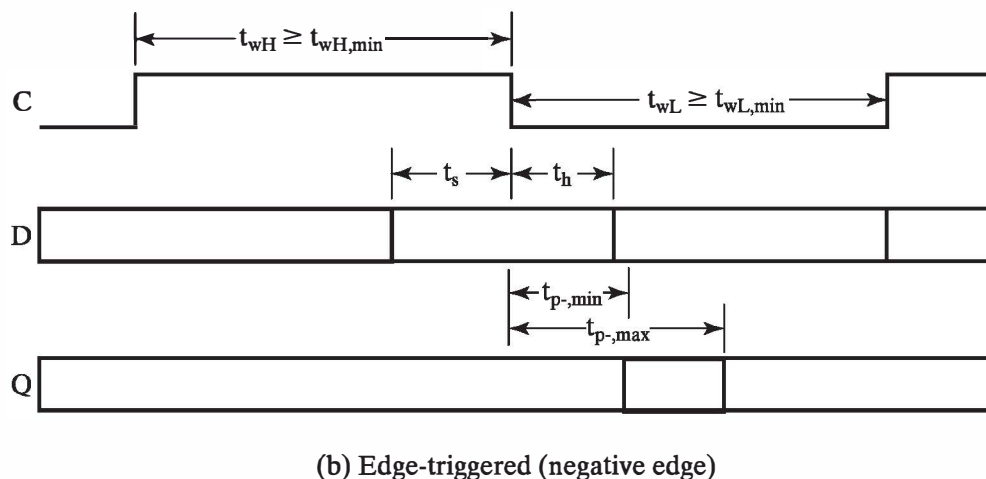 t_wH ≥ t_wH,min
C
t_wL ≥ t_wL,min
t_s
t_h
D
t_p-,min
t_p-,max
Q
(b) Edge-triggered (negative edge)